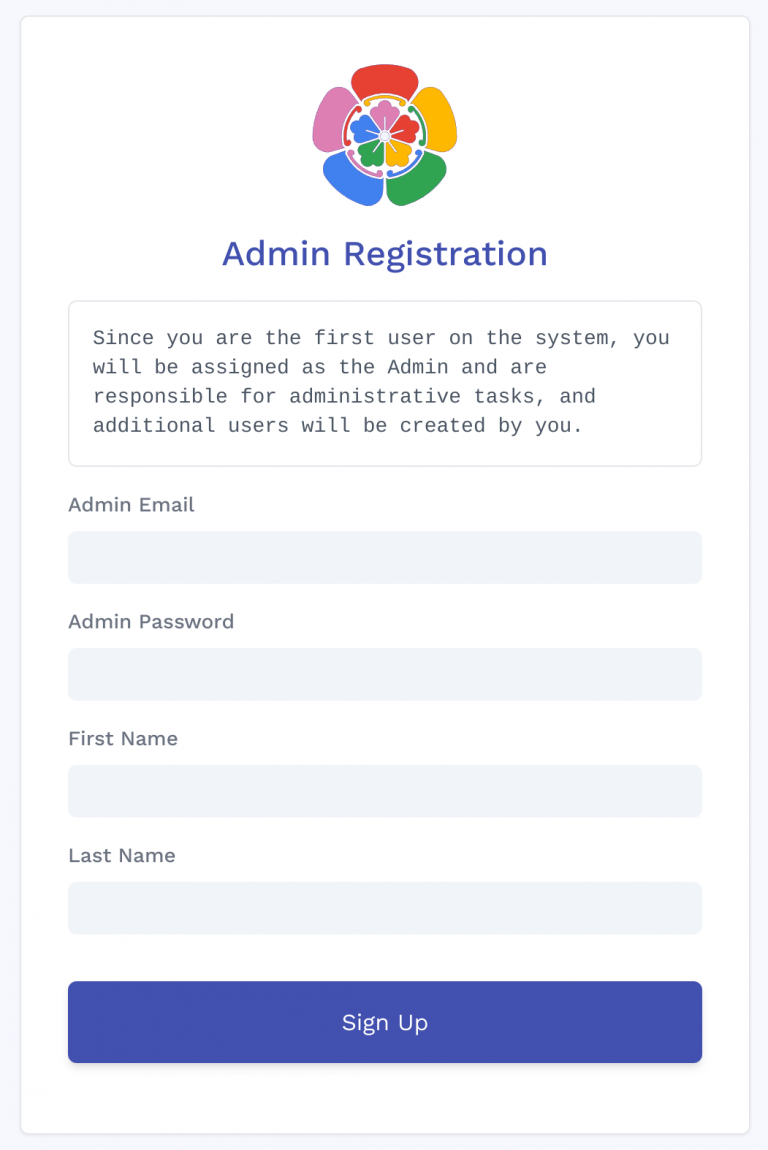 Admin Registration
Since you are the first user on the system, you
will be assigned as the Admin and are
responsible for administrative tasks, and
additional users will be created by you.
Admin Email
Admin Password
First Name
Last Name
Sign Up